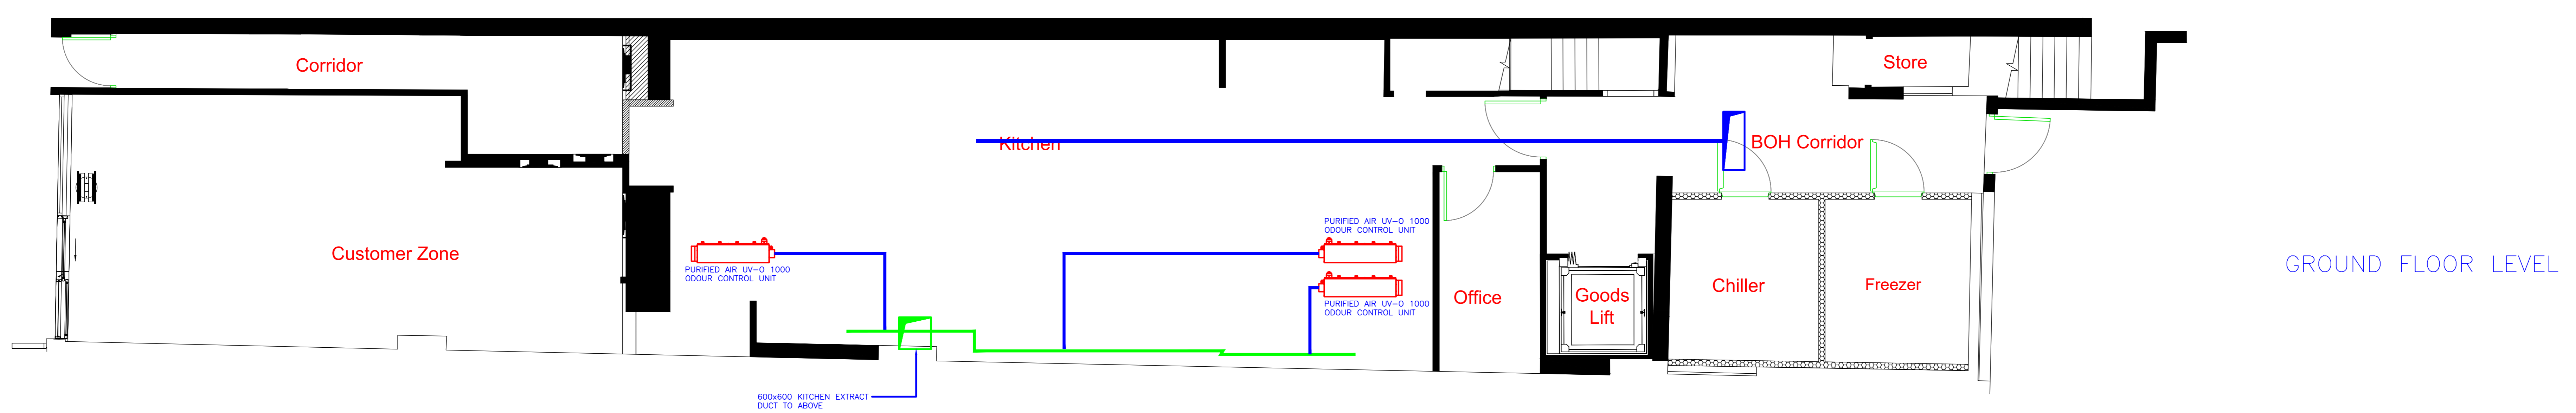 Corridor
Store
Kitchen
BOH Corridor
Customer Zone
PURIFIED AIR UV-O 1000
ODOUR CONTROL UNIT
PURIFIED AIR UV-O 1000
ODOUR CONTROL UNIT
PURIFIED AIR UV-O 1000
ODOUR CONTROL UNIT
Office
Goods
Lift
Chiller
Freezer
GROUND FLOOR LEVEL
600x600 KITCHEN EXTRACT
DUCT TO ABOVE